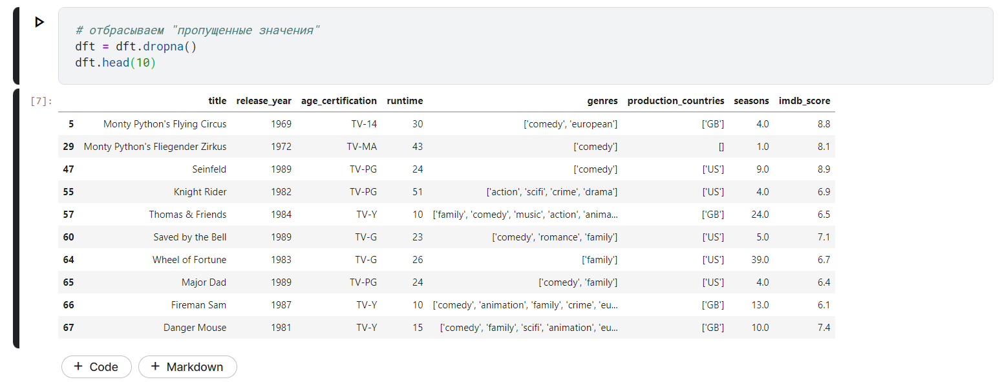 # отбрасываем "пропущенные значения"
dft = dft.dropna()
dft.head(10)
[7]:
title release_year age_certification runtime genres production_countries seasons imdb_score
5 Monty Python's Flying Circus 1969 TV-14 30 ['comedy', 'european'] ['GB'] 4.0 8.8
29 Monty Python's Fliegender Zirkus 1972 TV-MA 43 ['comedy'] [] 1.0 8.1
47 Seinfeld 1989 TV-PG 24 ['comedy'] ['US'] 9.0 8.9
55 Knight Rider 1982 TV-PG 51 ['action', 'scifi', 'crime', 'drama'] ['US'] 4.0 6.9
57 Thomas & Friends 1984 TV-Y 10 ['family', 'comedy', 'music', 'action', 'anima... ['GB'] 24.0 6.5
60 Saved by the Bell 1989 TV-G 23 ['comedy', 'romance', 'family'] ['US'] 5.0 7.1
64 Wheel of Fortune 1983 TV-G 26 ['family'] ['US'] 39.0 6.7
65 Major Dad 1989 TV-PG 24 ['comedy', 'family'] ['US'] 4.0 6.4
66 Fireman Sam 1987 TV-Y 10 ['comedy', 'animation', 'family', 'crime', 'eu... ['GB'] 13.0 6.1
67 Danger Mouse 1981 TV-Y 15 ['comedy', 'family', 'scifi', 'animation', 'eu... ['GB'] 10.0 7.4
+ Code + Markdown